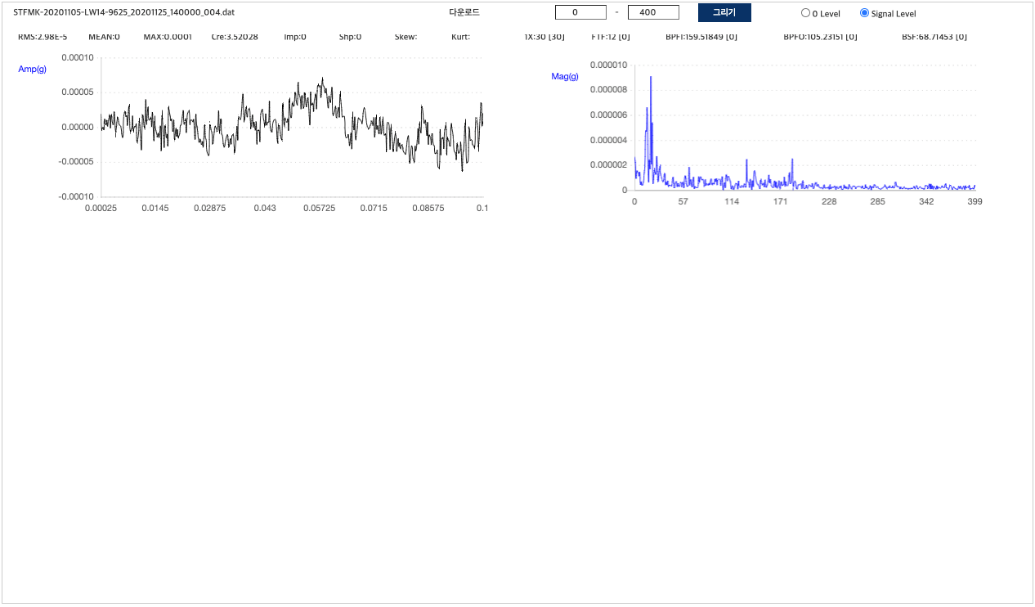 STFMK-20201105-LW14-9625_20201125_140000_004.dat 다운로드 0 - 400 그리기 0 Level Signal Level
RMS:2.98E-5 MEAN:0 MAX:0.0001 Cre:3.52028 Imp:0 Shp:0 Skew: Kurt: 1X:30 [30] FTF:12 [0] BPFI:159.51849 [0] BPFO:105.23151 [0] BSF:68.71453 [0]
Amp(g)
0.00010
0.00005
0.00000
-0.00005
-0.00010
0.00025 0.0145 0.02875 0.043 0.05725 0.0715 0.08575 0.1
Mag(g)
0.000010
0.000008
0.000006
0.000004
0.000002
0
0 57 114 171 228 285 342 399